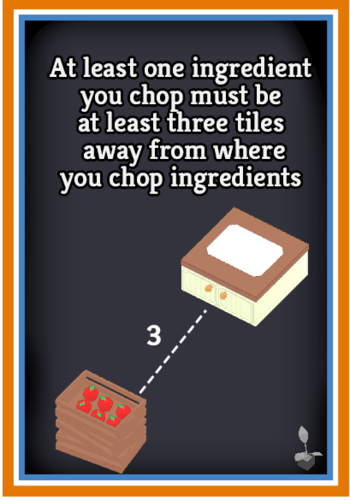 At least one ingredient
you chop must be
at least three tiles
away from where
you chop ingredients
3